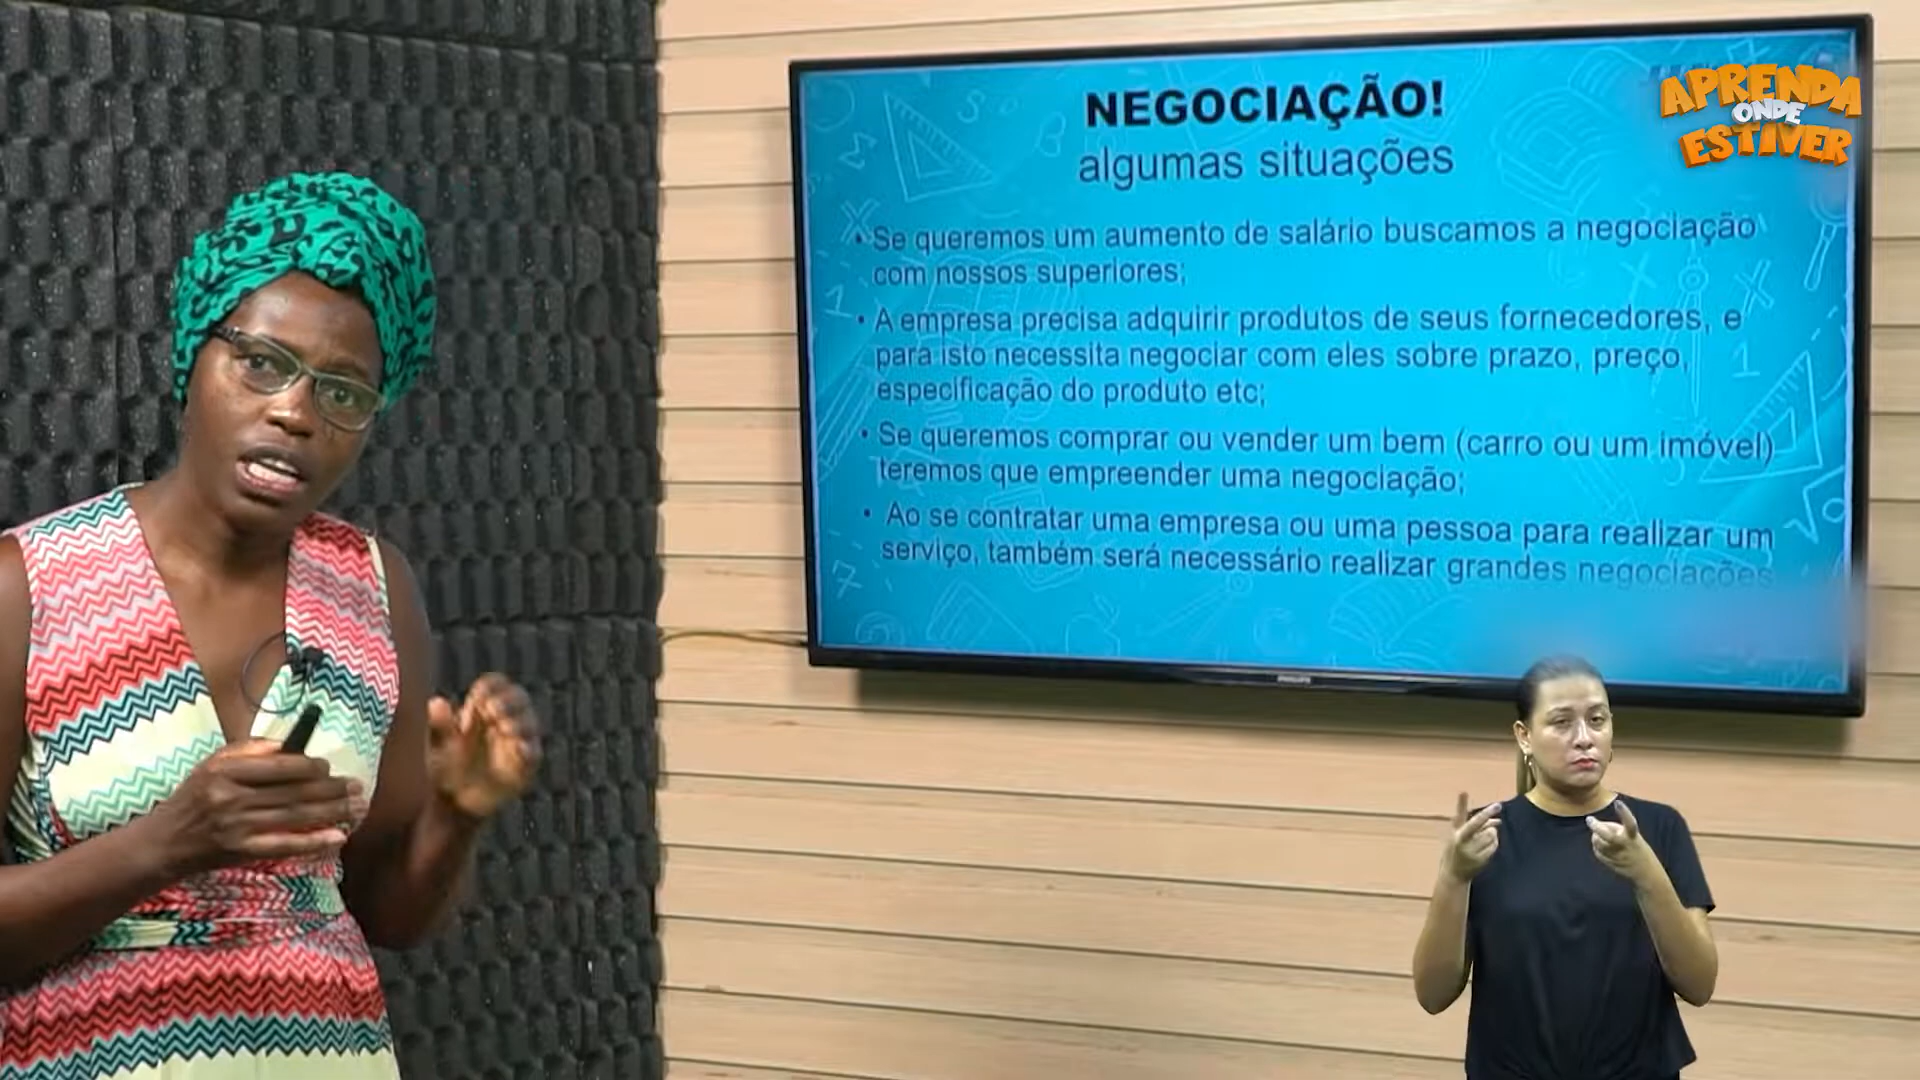 NEGOCIAÇÃO!
algumas situações
APRENDA
ONDE
ESTIVER
• Se queremos um aumento de salário buscamos a negociação
com nossos superiores;
• A empresa precisa adquirir produtos de seus fornecedores, e
para isto necessita negociar com eles sobre prazo, preço,
especificação do produto etc;
• Se queremos comprar ou vender um bem (carro ou um imóvel)
teremos que empreender uma negociação;
• Ao se contratar uma empresa ou uma pessoa para realizar um
serviço, também será necessário realizar grandes negociações
PHILIPS